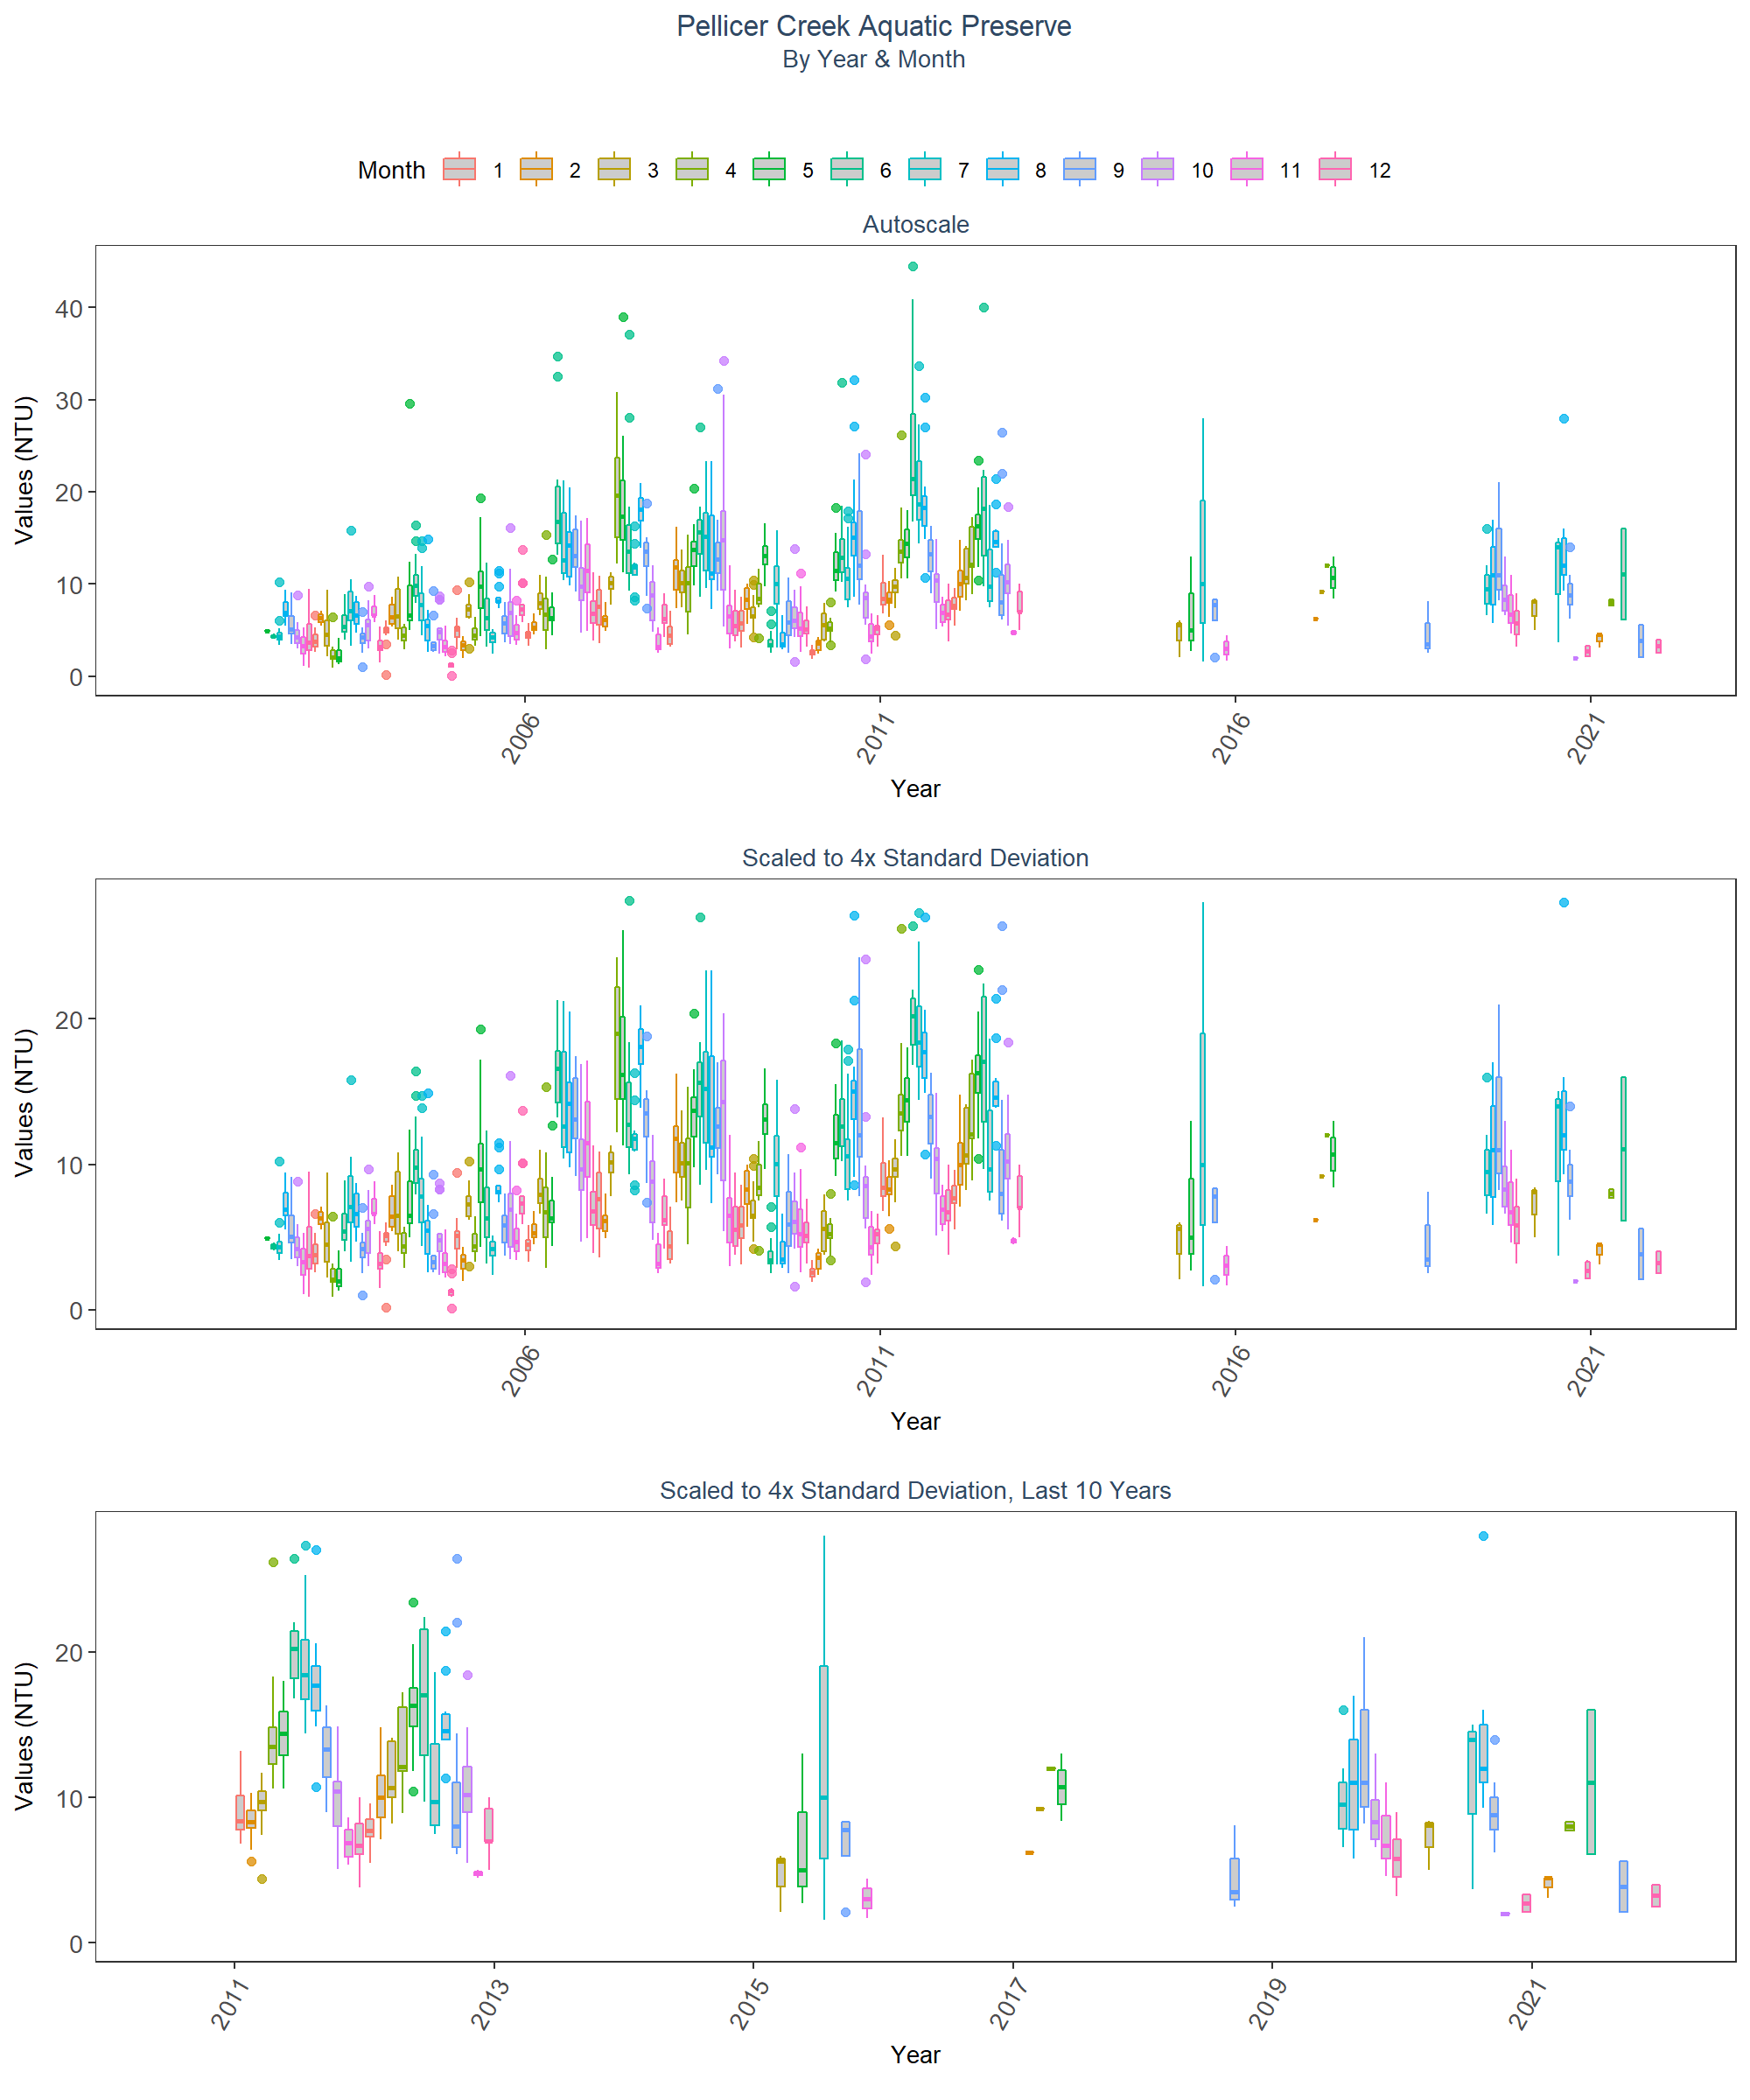 Pellicer Creek Aquatic Preserve
By Year & Month
Month 1 2 3 4 5 6 7 8 9 10 11 12
Autoscale
Values (NTU)
40
30
20
10
0
2006 2011 2016 2021
Year
Scaled to 4x Standard Deviation
Values (NTU)
20
10
0
2006 2011 2016 2021
Year
Scaled to 4x Standard Deviation, Last 10 Years
Values (NTU)
20
10
0
2011 2013 2015 2017 2019 2021
Year